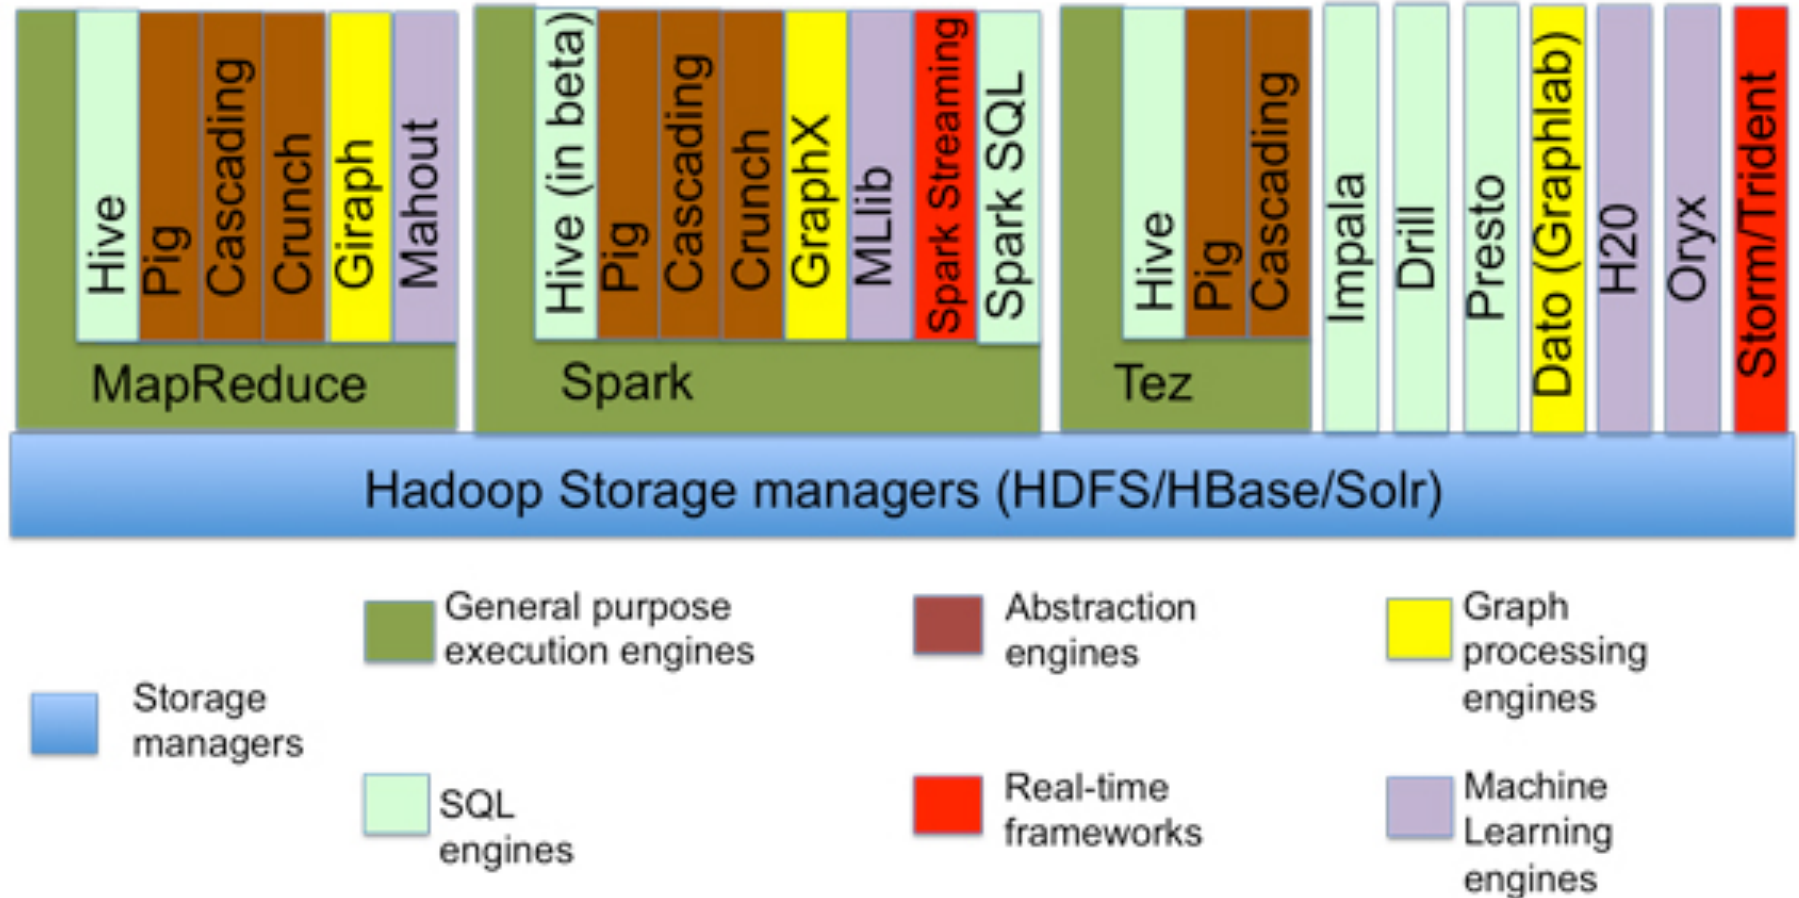 Hive
Pig
Cascading
Crunch
Giraph
Mahout
MapReduce
Hive (in beta)
Pig
Cascading
Crunch
GraphX
MLlib
Spark Streaming
Spark SQL
Spark
Hive
Pig
Cascading
Tez
Impala
Drill
Presto
Dato (Graphlab)
H20
Oryx
Storm/Trident
Hadoop Storage managers (HDFS/HBase/Solr)
Storage
managers
General purpose
execution engines
SQL
engines
Abstraction
engines
Real-time
frameworks
Graph
processing
engines
Machine
Learning
engines